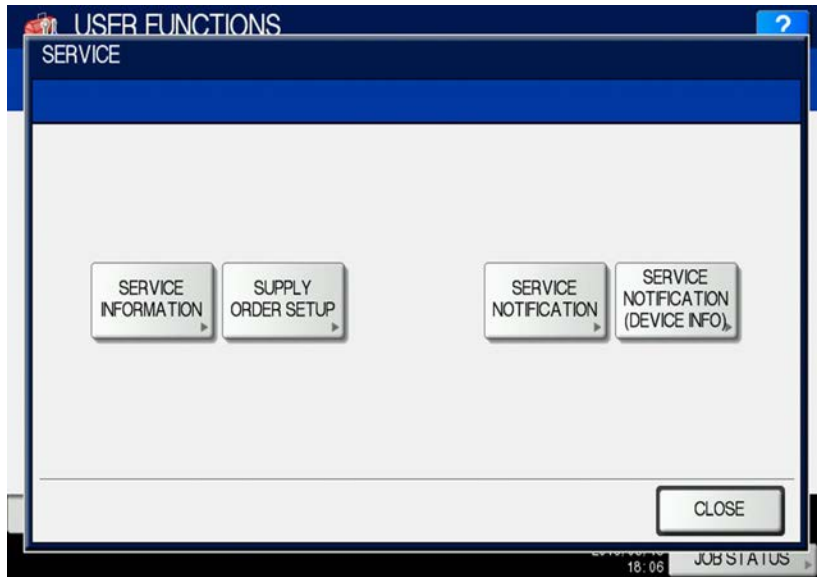 USER FUNCTIONS
?
SERVICE
SERVICE
INFORMATION
SUPPLY
ORDER SETUP
SERVICE
NOTIFICATION
SERVICE
NOTIFICATION
(DEVICE INFO)
CLOSE
18:06
JOB STATUS